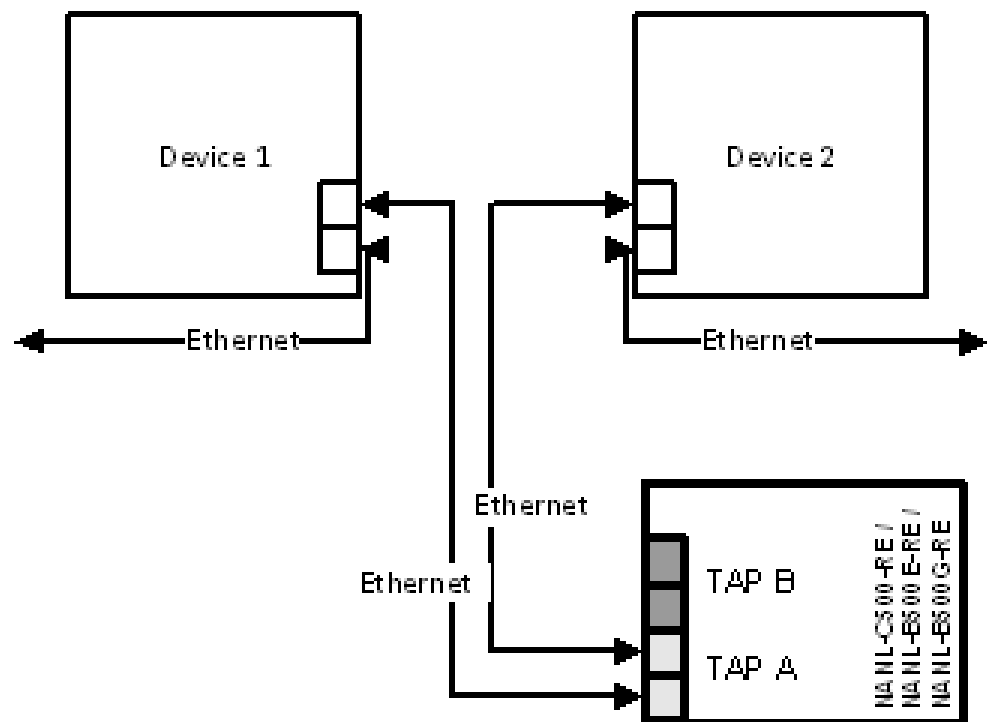 Device 1
Device 2
Ethernet
Ethernet
Ethernet
Ethernet
TAP B
TAP A
NANL-C500-RE /
NANL-B500E-RE /
NANL-B500G-RE